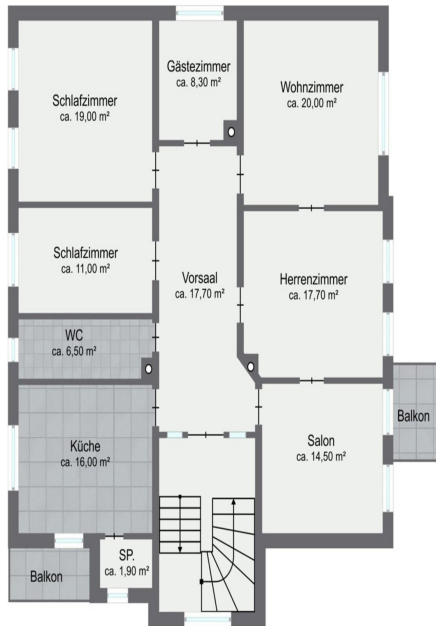 Gästezimmer
ca. 8,30 m²
Wohnzimmer
ca. 20,00 m²
Schlafzimmer
ca. 19,00 m²
Schlafzimmer
ca. 11,00 m²
Vorsaal
ca. 17,70 m²
Herrenzimmer
ca. 17,70 m²
WC
ca. 6,50 m²
Küche
ca. 16,00 m²
Salon
ca. 14,50 m²
Balkon
SP.
ca. 1,90 m²
Balkon